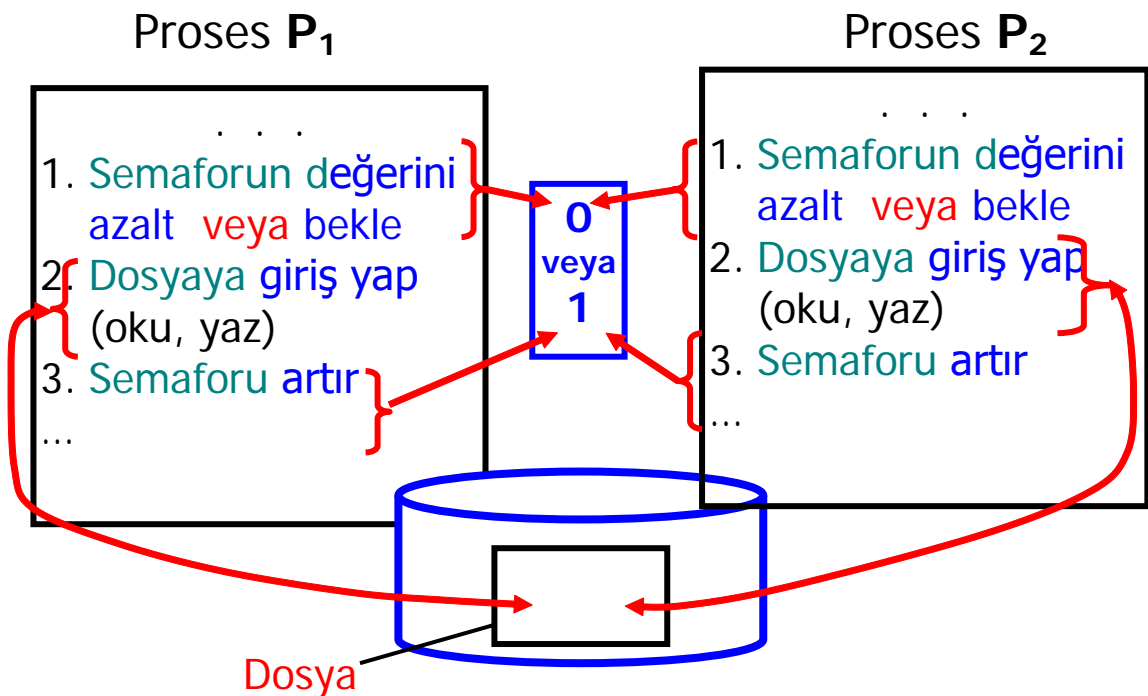 Proses P₁
. . .
1. Semaforun değerini
azalt veya bekle
2. Dosyaya giriş yap
(oku, yaz)
3. Semaforu artır
...
0
veya
1
Proses P₂
. . .
1. Semaforun değerini
azalt veya bekle
2. Dosyaya giriş yap
(oku, yaz)
3. Semaforu artır
...
Dosya